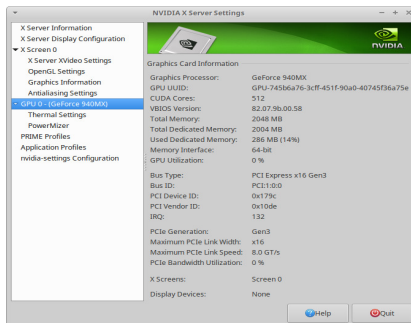 NVIDIA X Server Settings
X Server Information
X Server Display Configuration
X Screen 0
X Server XVideo Settings
OpenGL Settings
Graphics Information
Antialiasing Settings
GPU 0 - (GeForce 940MX)
Thermal Settings
PowerMizer
PRIME Profiles
Application Profiles
nvidia-settings Configuration
NVIDIA
Graphics Card Information
Graphics Processor: GeForce 940MX
GPU UUID: GPU-745b6a76-3cff-451f-90a0-40745f36a75e
CUDA Cores: 512
VBIOS Version: 82.07.9b.00.58
Total Memory: 2048 MB
Total Dedicated Memory: 2004 MB
Used Dedicated Memory: 286 MB (14%)
Memory Interface: 64-bit
GPU Utilization: 0 %
Bus Type: PCI Express x16 Gen3
Bus ID: PCI:1:0:0
PCI Device ID: 0x179c
PCI Vendor ID: 0x10de
IRQ: 132
PCIe Generation: Gen3
Maximum PCIe Link Width: x16
Maximum PCIe Link Speed: 8.0 GT/s
PCIe Bandwidth Utilization: 0 %
X Screens: Screen 0
Display Devices: None
Help
Quit